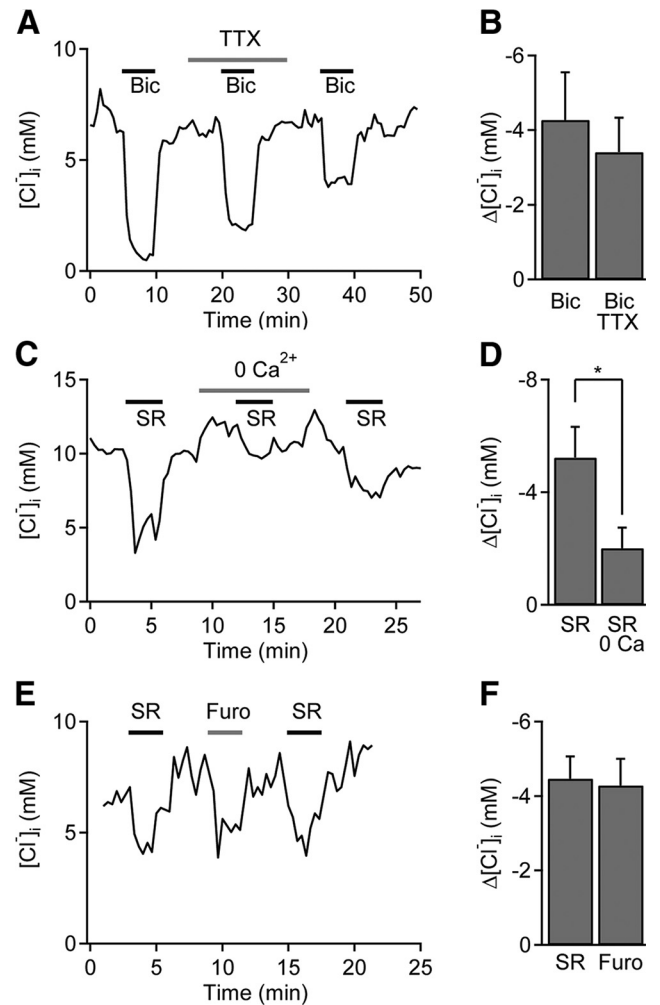 A
TTX
Bic Bic Bic
10
5
0
[Cl-]i (mM)
0 10 20 30 40 50
Time (min)
B
-6
-4
-2
0
Δ[Cl-]i (mM)
Bic Bic
TTX
C
0 Ca2+
SR SR SR
15
10
5
0
[Cl-]i (mM)
0 5 10 15 20 25
Time (min)
D
*
-8
-4
0
Δ[Cl-]i (mM)
SR SR
0 Ca
E
SR Furo SR
10
5
0
[Cl-]i (mM)
0 5 10 15 20 25
Time (min)
F
-6
-4
-2
0
Δ[Cl-]i (mM)
SR Furo